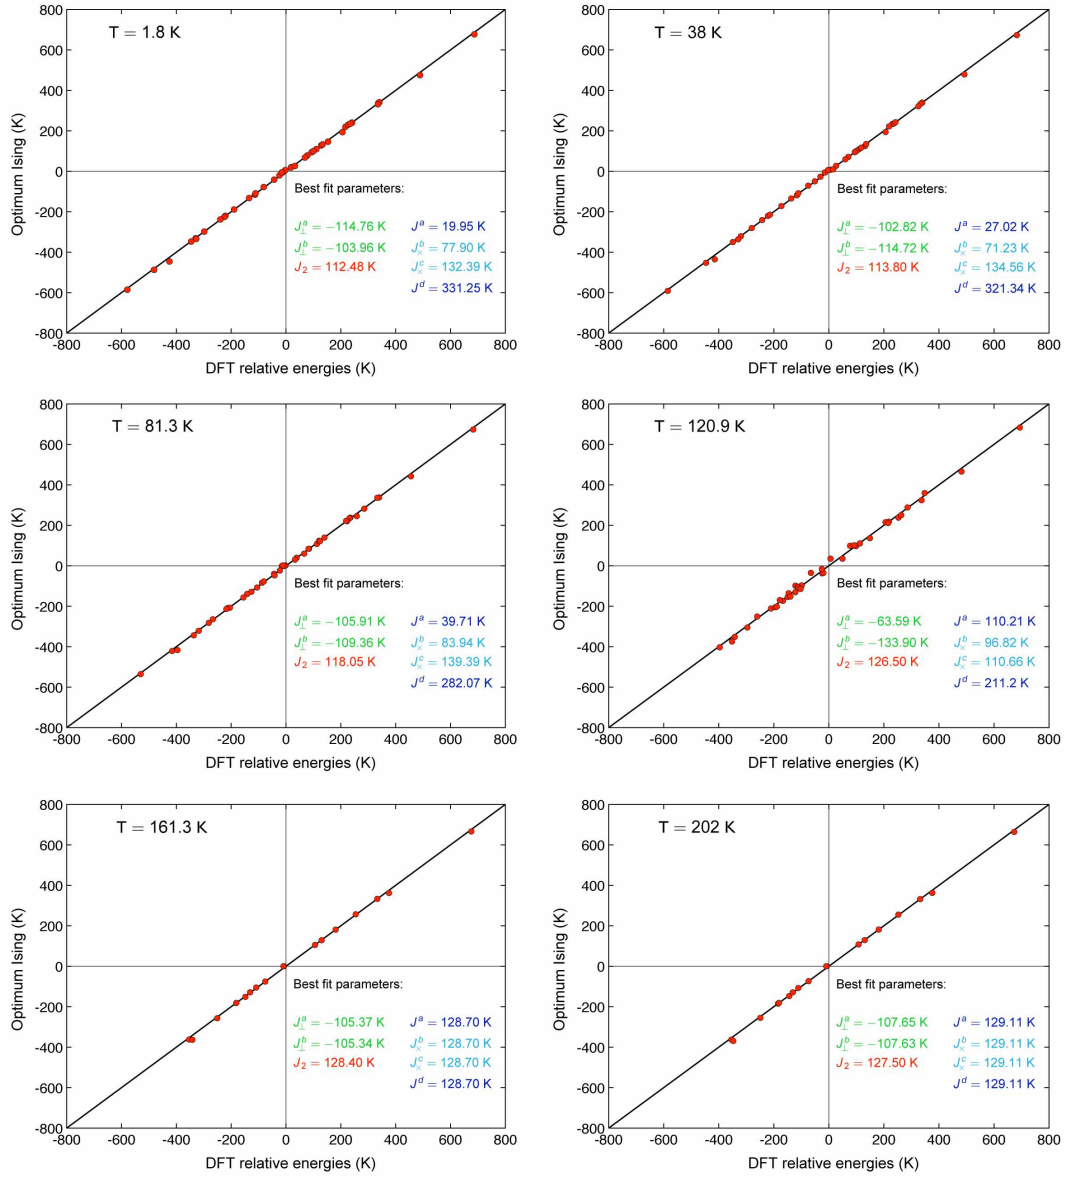 T = 1.8 K
800
600
400
200
0
-200
-400
-600
-800
-800 -600 -400 -200 0 200 400 600 800
Optimum Ising (K)
DFT relative energies (K)
Best fit parameters:
J⊥^a = −114.76 K J^a = 19.95 K
J⊥^b = −103.96 K J×^b = 77.90 K
J₂ = 112.48 K J×^c = 132.39 K
J^d = 331.25 K
T = 38 K
800
600
400
200
0
-200
-400
-600
-800
-800 -600 -400 -200 0 200 400 600 800
Optimum Ising (K)
DFT relative energies (K)
Best fit parameters:
J⊥^a = −102.82 K J^a = 27.02 K
J⊥^b = −114.72 K J×^b = 71.23 K
J₂ = 113.80 K J×^c = 134.56 K
J^d = 321.34 K
T = 81.3 K
800
600
400
200
0
-200
-400
-600
-800
-800 -600 -400 -200 0 200 400 600 800
Optimum Ising (K)
DFT relative energies (K)
Best fit parameters:
J⊥^a = −105.91 K J^a = 39.71 K
J⊥^b = −109.36 K J×^b = 83.94 K
J₂ = 118.05 K J×^c = 139.39 K
J^d = 282.07 K
T = 120.9 K
800
600
400
200
0
-200
-400
-600
-800
-800 -600 -400 -200 0 200 400 600 800
Optimum Ising (K)
DFT relative energies (K)
Best fit parameters:
J⊥^a = −63.59 K J^a = 110.21 K
J⊥^b = −133.90 K J×^b = 96.82 K
J₂ = 126.50 K J×^c = 110.66 K
J^d = 211.2 K
T = 161.3 K
800
600
400
200
0
-200
-400
-600
-800
-800 -600 -400 -200 0 200 400 600 800
Optimum Ising (K)
DFT relative energies (K)
Best fit parameters:
J⊥^a = −105.37 K J^a = 128.70 K
J⊥^b = −105.34 K J×^b = 128.70 K
J₂ = 128.40 K J×^c = 128.70 K
J^d = 128.70 K
T = 202 K
800
600
400
200
0
-200
-400
-600
-800
-800 -600 -400 -200 0 200 400 600 800
Optimum Ising (K)
DFT relative energies (K)
Best fit parameters:
J⊥^a = −107.65 K J^a = 129.11 K
J⊥^b = −107.63 K J×^b = 129.11 K
J₂ = 127.50 K J×^c = 129.11 K
J^d = 129.11 K